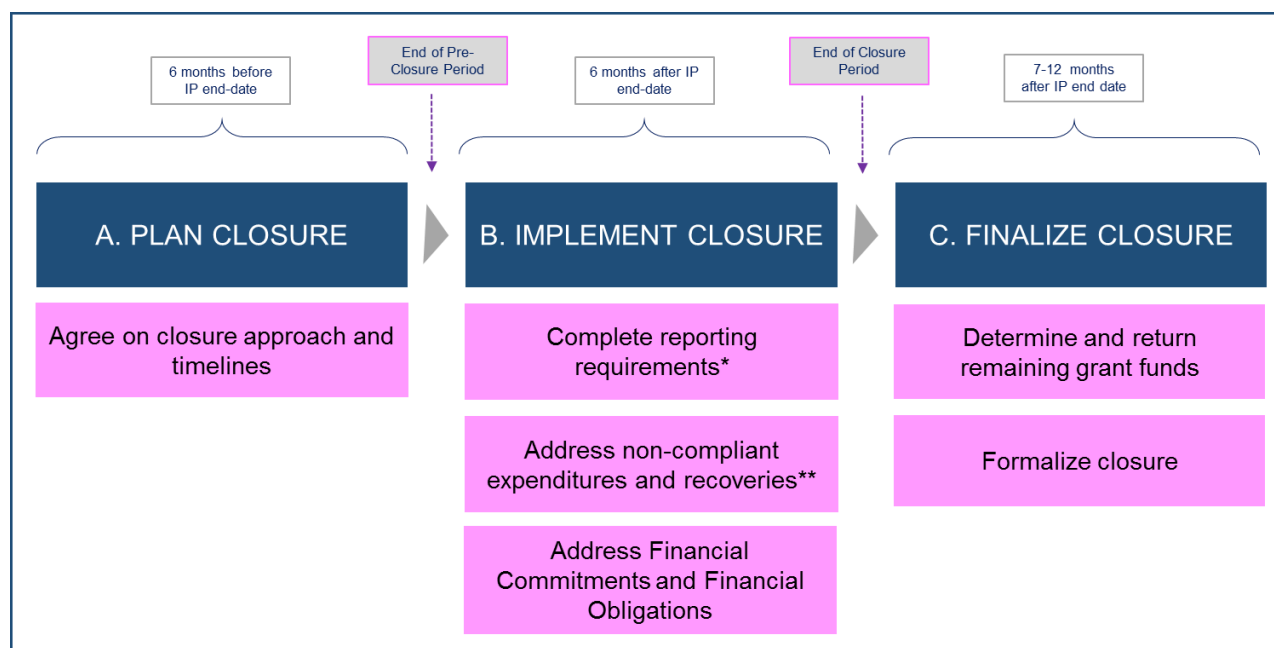 6 months before
IP end-date
End of Pre-
Closure Period
6 months after IP
end-date
End of Closure
Period
7-12 months
after IP end date
A. PLAN CLOSURE
B. IMPLEMENT CLOSURE
C. FINALIZE CLOSURE
Agree on closure approach and
timelines
Complete reporting
requirements*
Address non-compliant
expenditures and recoveries**
Address Financial
Commitments and Financial
Obligations
Determine and return
remaining grant funds
Formalize closure